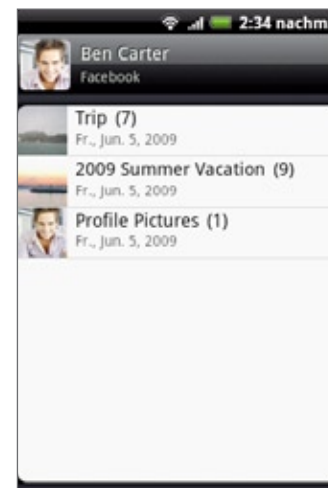 2:34 nachm
Ben Carter
Facebook
Trip (7)
Fr., Jun. 5, 2009
2009 Summer Vacation (9)
Fr., Jun. 5, 2009
Profile Pictures (1)
Fr., Jun. 5, 2009